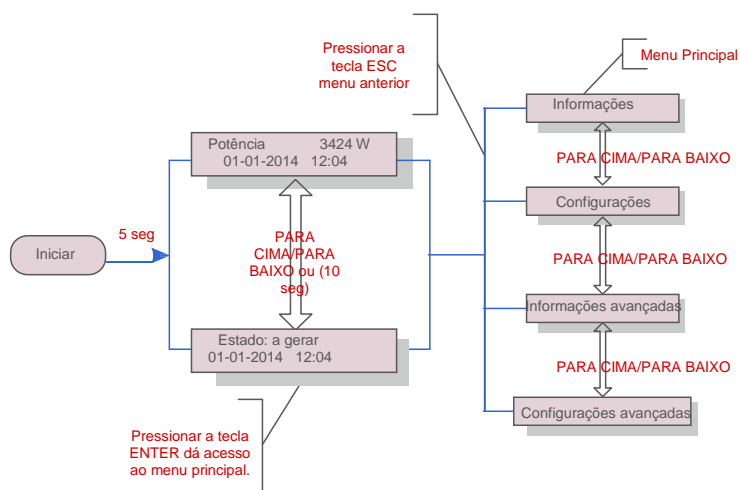 Pressionar a
tecla ESC
menu anterior
Menu Principal
Informações
Potência 3424 W
01-01-2014 12:04
PARA CIMA/PARA BAIXO
Configurações
5 seg
Iniciar
PARA
CIMA/PARA
BAIXO ou (10
seg)
PARA CIMA/PARA BAIXO
Informações avançadas
Estado: a gerar
01-01-2014 12:04
PARA CIMA/PARA BAIXO
Configurações avançadas
Pressionar a tecla
ENTER dá acesso
ao menu principal.